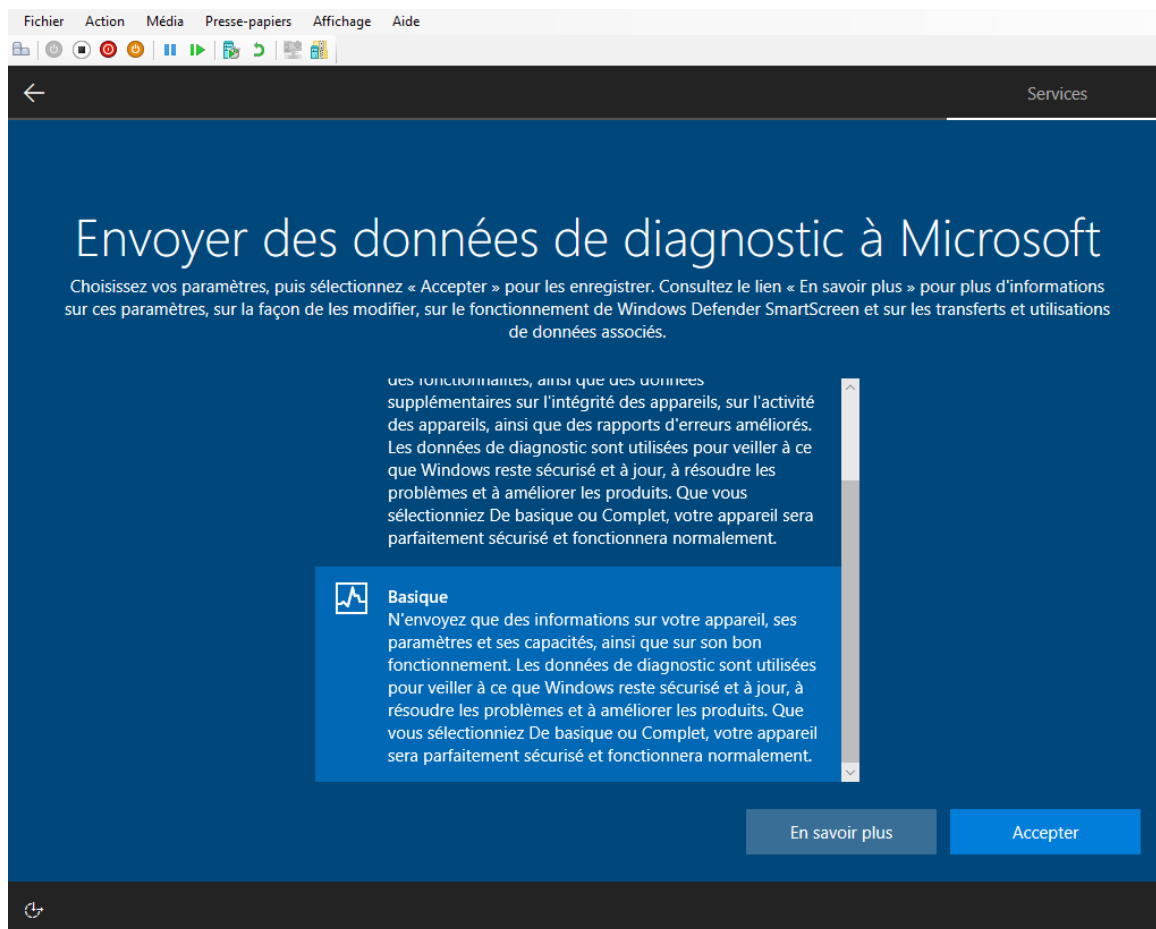 Fichier Action Média Presse-papiers Affichage Aide
Services
Envoyer des données de diagnostic à Microsoft
Choisissez vos paramètres, puis sélectionnez « Accepter » pour les enregistrer. Consultez le lien « En savoir plus » pour plus d'informations
sur ces paramètres, sur la façon de les modifier, sur le fonctionnement de Windows Defender SmartScreen et sur les transferts et utilisations
de données associés.
des fonctionnalités, ainsi que des données
supplémentaires sur l'intégrité des appareils, sur l'activité
des appareils, ainsi que des rapports d'erreurs améliorés.
Les données de diagnostic sont utilisées pour veiller à ce
que Windows reste sécurisé et à jour, à résoudre les
problèmes et à améliorer les produits. Que vous
sélectionniez De basique ou Complet, votre appareil sera
parfaitement sécurisé et fonctionnera normalement.
Basique
N'envoyez que des informations sur votre appareil, ses
paramètres et ses capacités, ainsi que sur son bon
fonctionnement. Les données de diagnostic sont utilisées
pour veiller à ce que Windows reste sécurisé et à jour, à
résoudre les problèmes et à améliorer les produits. Que
vous sélectionniez De basique ou Complet, votre appareil
sera parfaitement sécurisé et fonctionnera normalement.
En savoir plus
Accepter